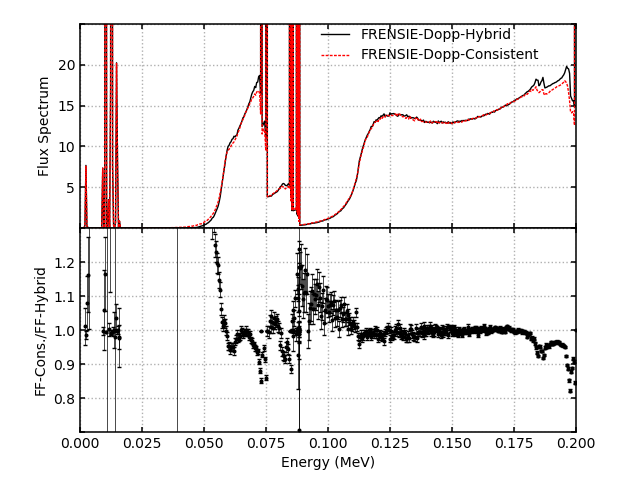 FRENSIE-Dopp-Hybrid
FRENSIE-Dopp-Consistent
Flux Spectrum
20
15
10
5
FF-Cons./FF-Hybrid
1.2
1.1
1.0
0.9
0.8
0.000 0.025 0.050 0.075 0.100 0.125 0.150 0.175 0.200
Energy (MeV)